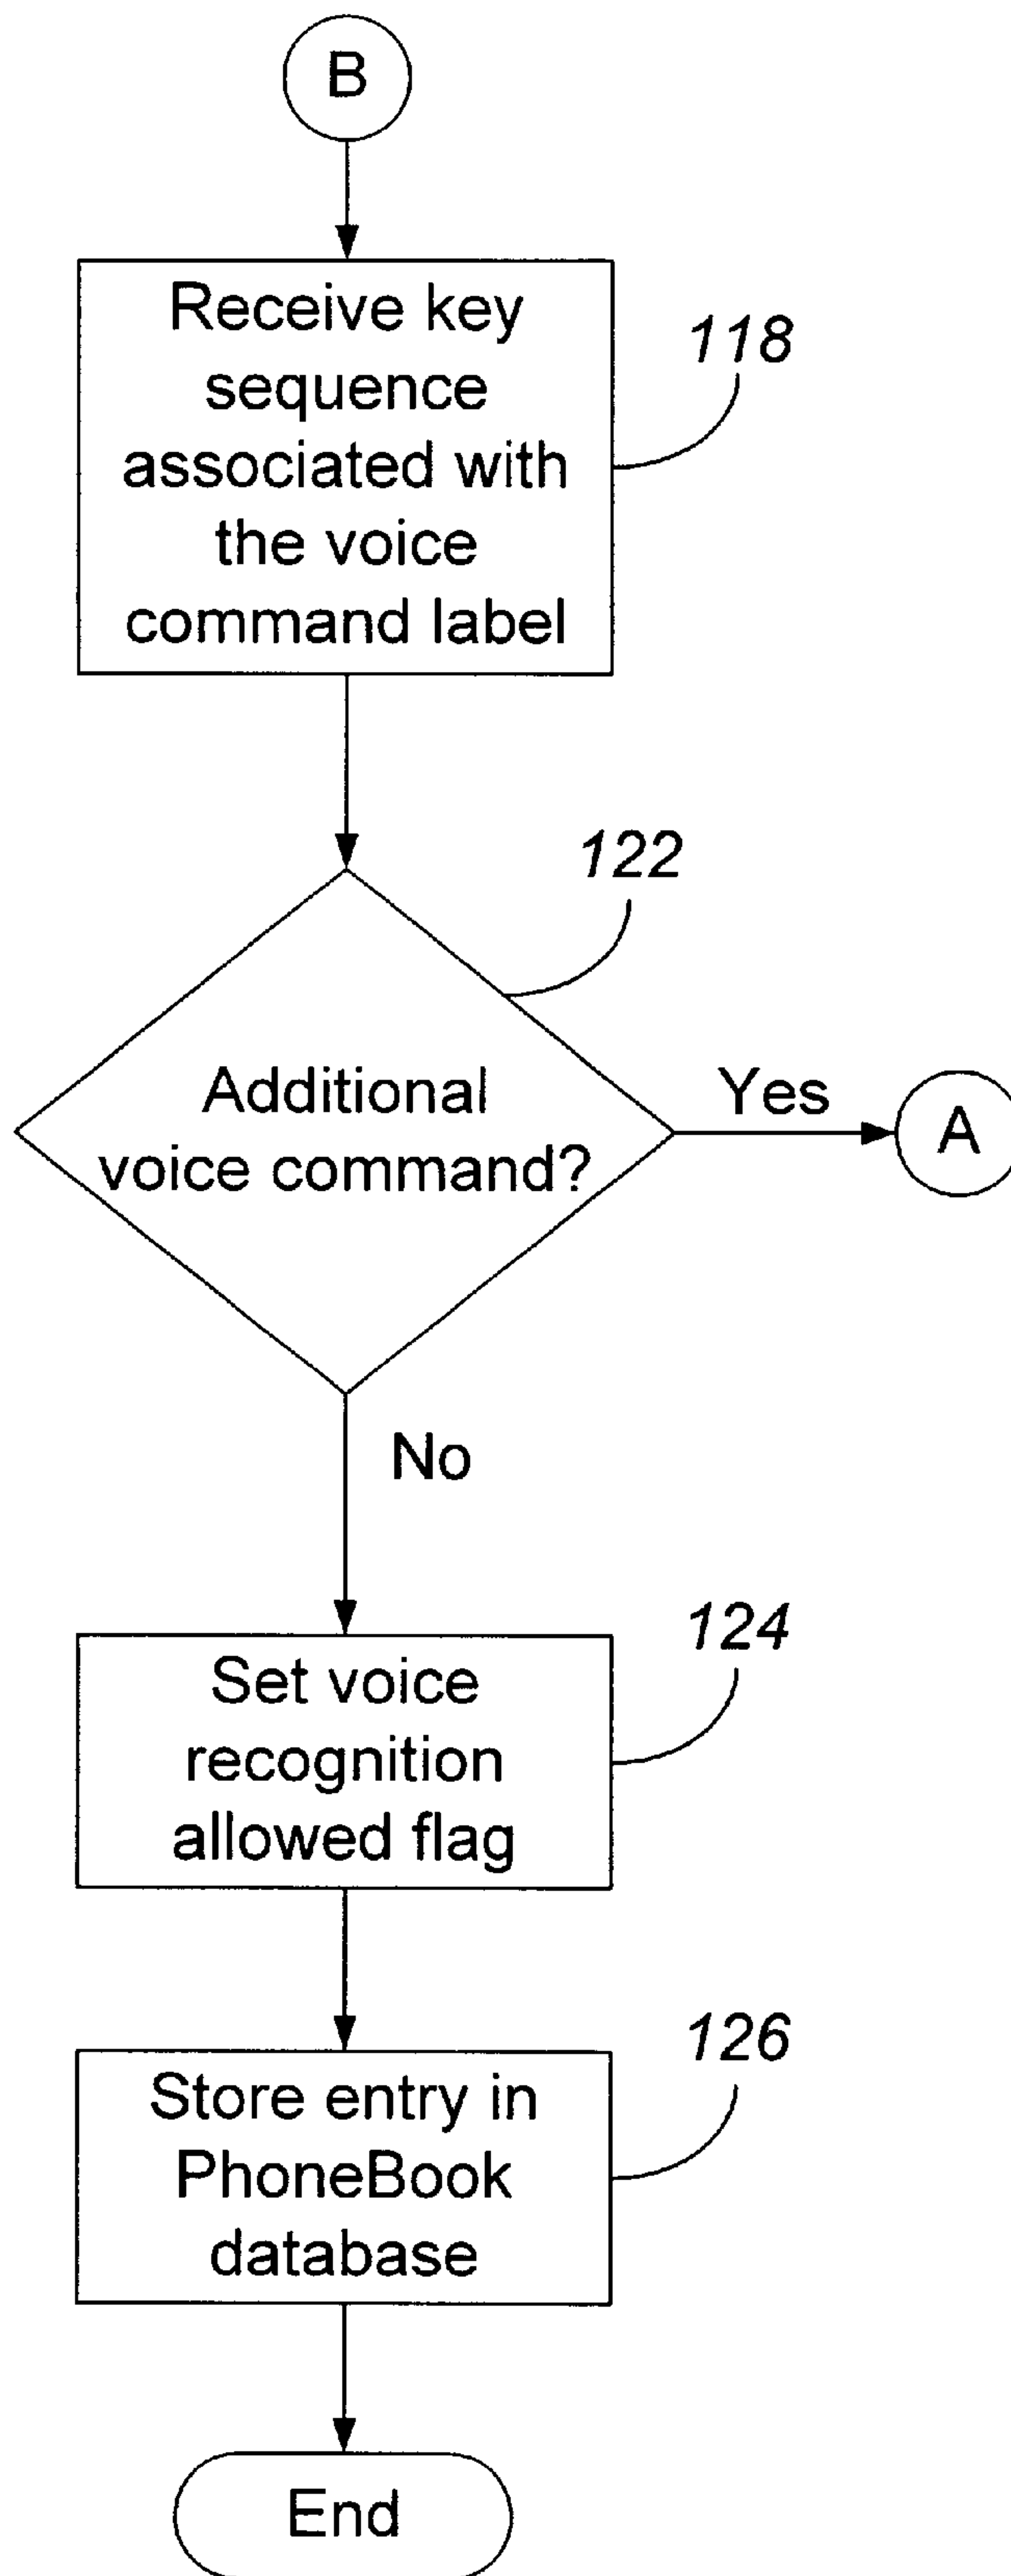 B
Receive key
sequence
associated with
the voice
command label
118
122
Additional
voice command?
Yes
A
No
Set voice
recognition
allowed flag
124
Store entry in
PhoneBook
database
126
End